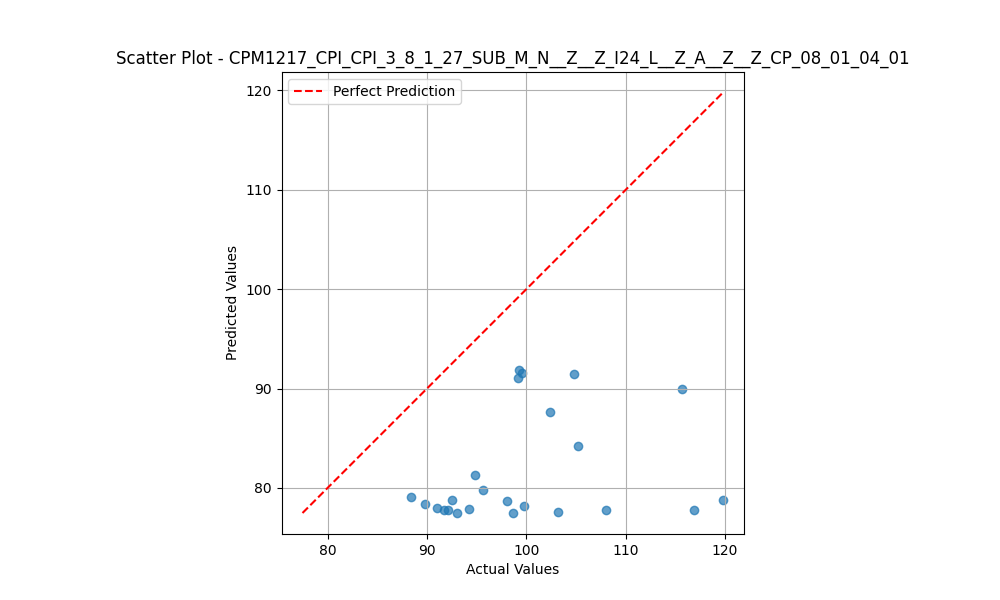 Scatter Plot - CPM1217_CPI_CPI_3_8_1_27_SUB_M_N__Z__Z_I24_L__Z_A__Z__Z_CP_08_01_04_01
Perfect Prediction
120
110
100
90
80
Predicted Values
80 90 100 110 120
Actual Values